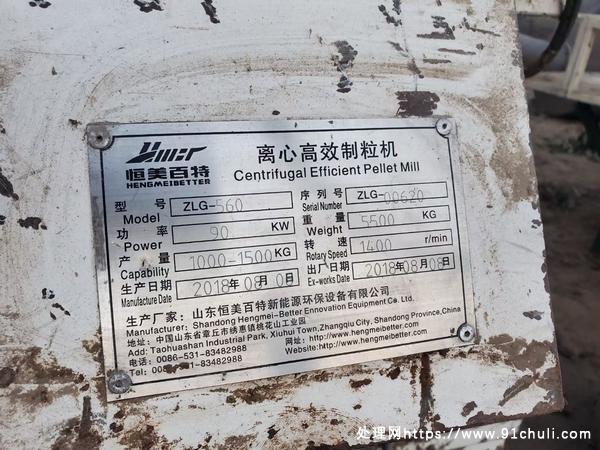 Hmbr
恒美百特
HENGMEIBETTER
离心高效制粒机
Centrifugal Efficient Pellet Mill
型号 ZLG-560 序列号 ZLG-00620
Model Serial Number
功率 90 KW 重量 5500 KG
Power Weight
产量 1000-1500KG 转速 1400 r/min
Capability Rotary Speed
生产日期 2018年08月0日 出厂日期 2018年08月08日
Manufacture Date Ex-works Date
生产厂家：山东恒美百特新能源环保设备有限公司
Manufacturer: Shandong Hengmei-Better Ennovation Equipment Co. Ltd.
地址：中国山东省章丘市绣惠镇桃花山工业园
Add: Taohuashan Industrial Park, Xiuhui Town, Zhangqiu City, Shandong Province, China
电话：0086-531-83482988 网址：http://www.hengmeibetter.com
Tel: 0086-531-83482988 Website: http://www.hengmeibetter.com
处理网https://www.91chuli.com/